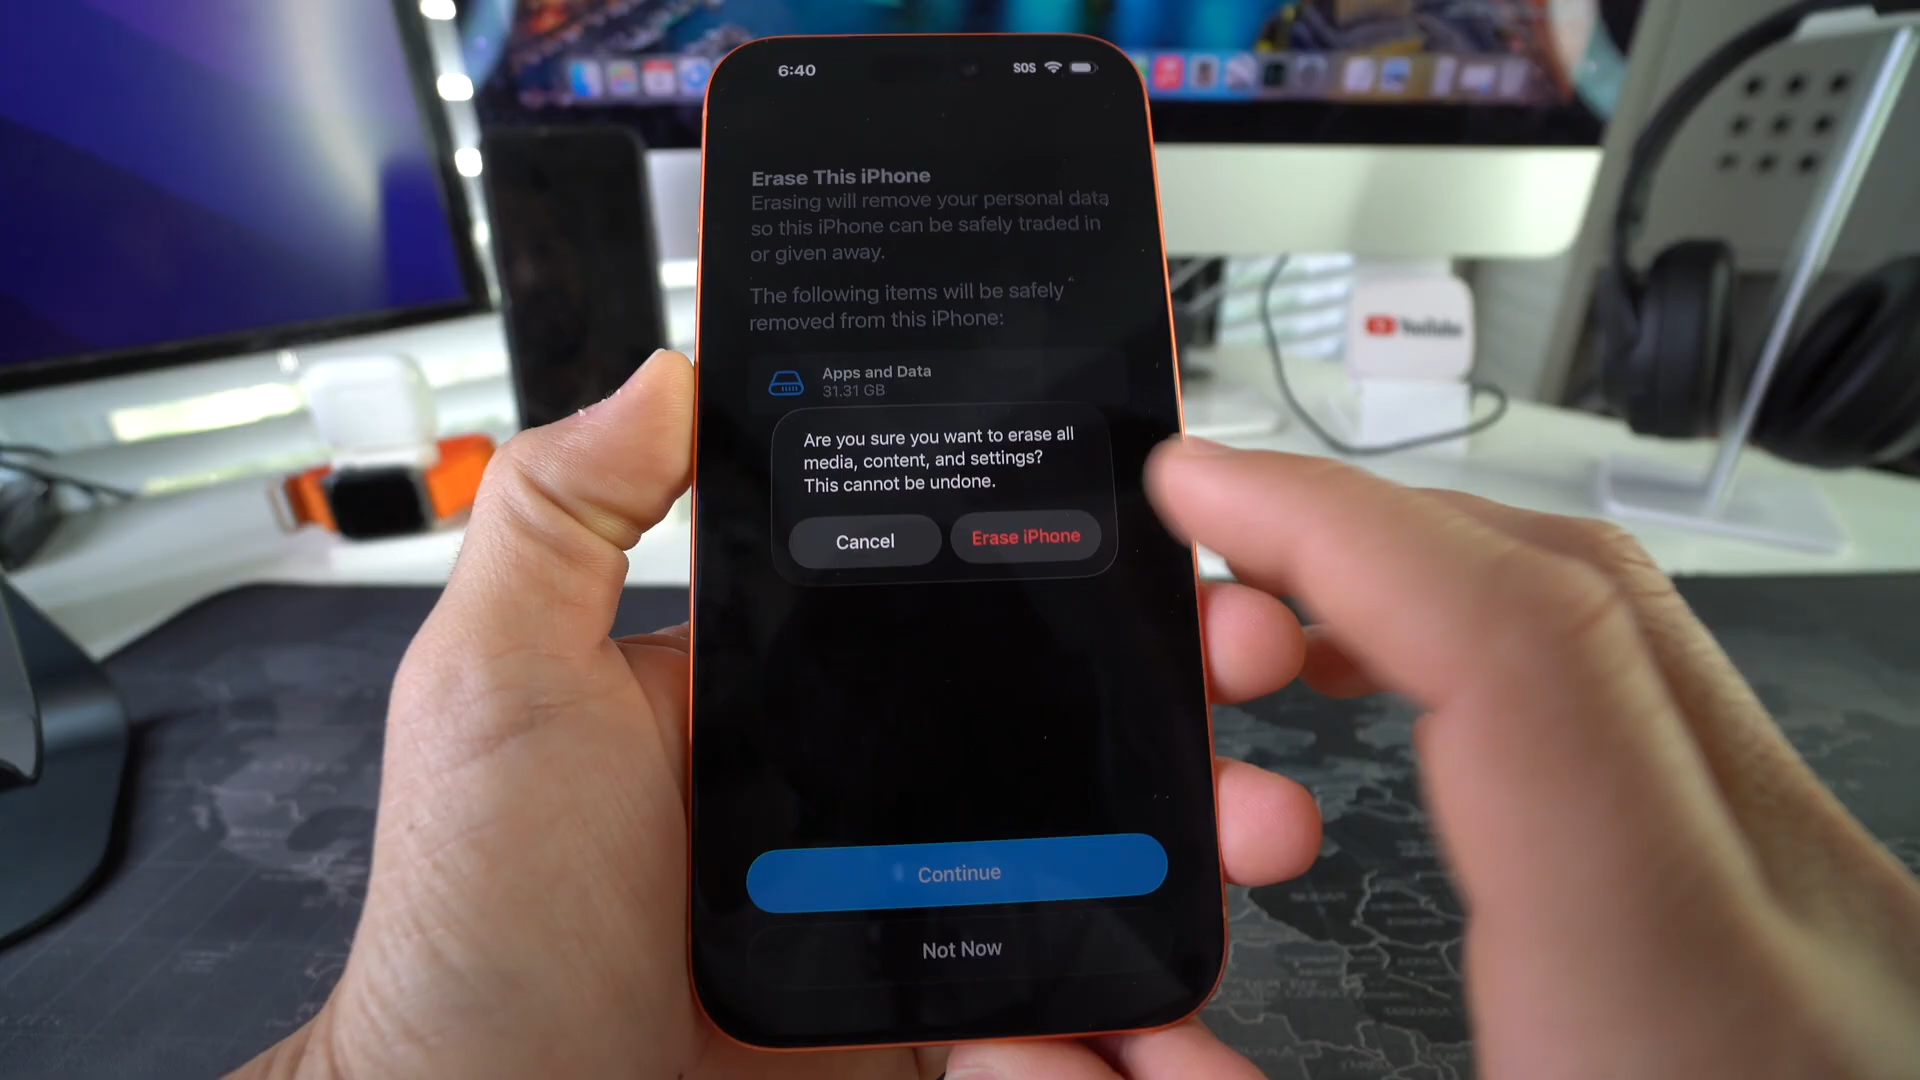 6:40
SOS
Erase This iPhone
Erasing will remove your personal data
so this iPhone can be safely traded in
or given away.
The following items will be safely
removed from this iPhone:
Apps and Data
31.31 GB
Are you sure you want to erase all
media, content, and settings?
This cannot be undone.
Cancel
Erase iPhone
Continue
Not Now
YouTube